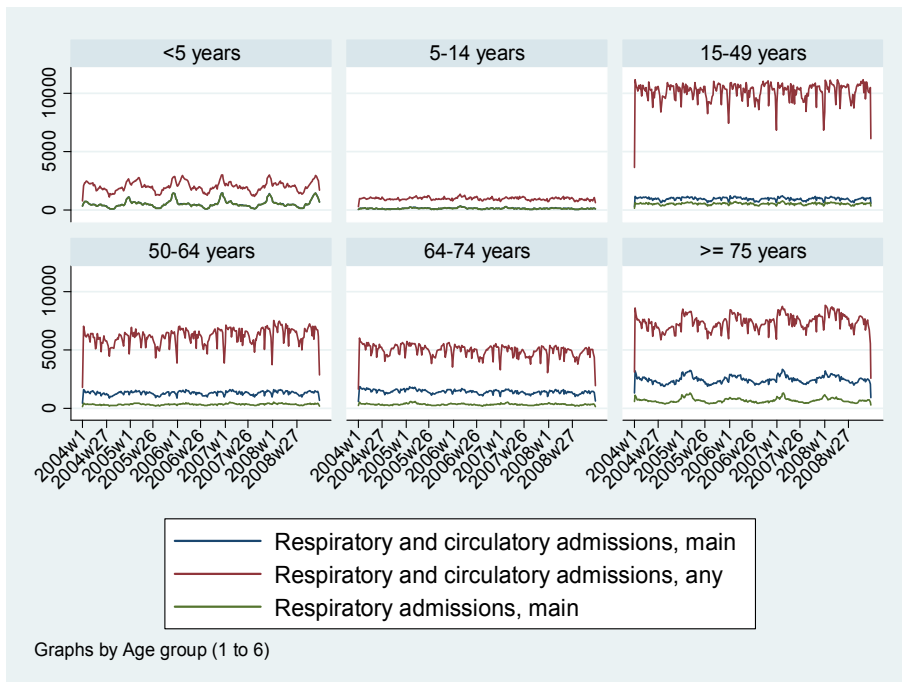 <5 years
5-14 years
15-49 years
10000
5000
0
50-64 years
64-74 years
>= 75 years
10000
5000
0
2004w1
2004w27
2005w1
2005w26
2006w1
2006w26
2007w1
2007w26
2008w1
2008w27
2004w1
2004w27
2005w1
2005w26
2006w1
2006w26
2007w1
2007w26
2008w1
2008w27
2004w1
2004w27
2005w1
2005w26
2006w1
2006w26
2007w1
2007w26
2008w1
2008w27
Respiratory and circulatory admissions, main
Respiratory and circulatory admissions, any
Respiratory admissions, main
Graphs by Age group (1 to 6)